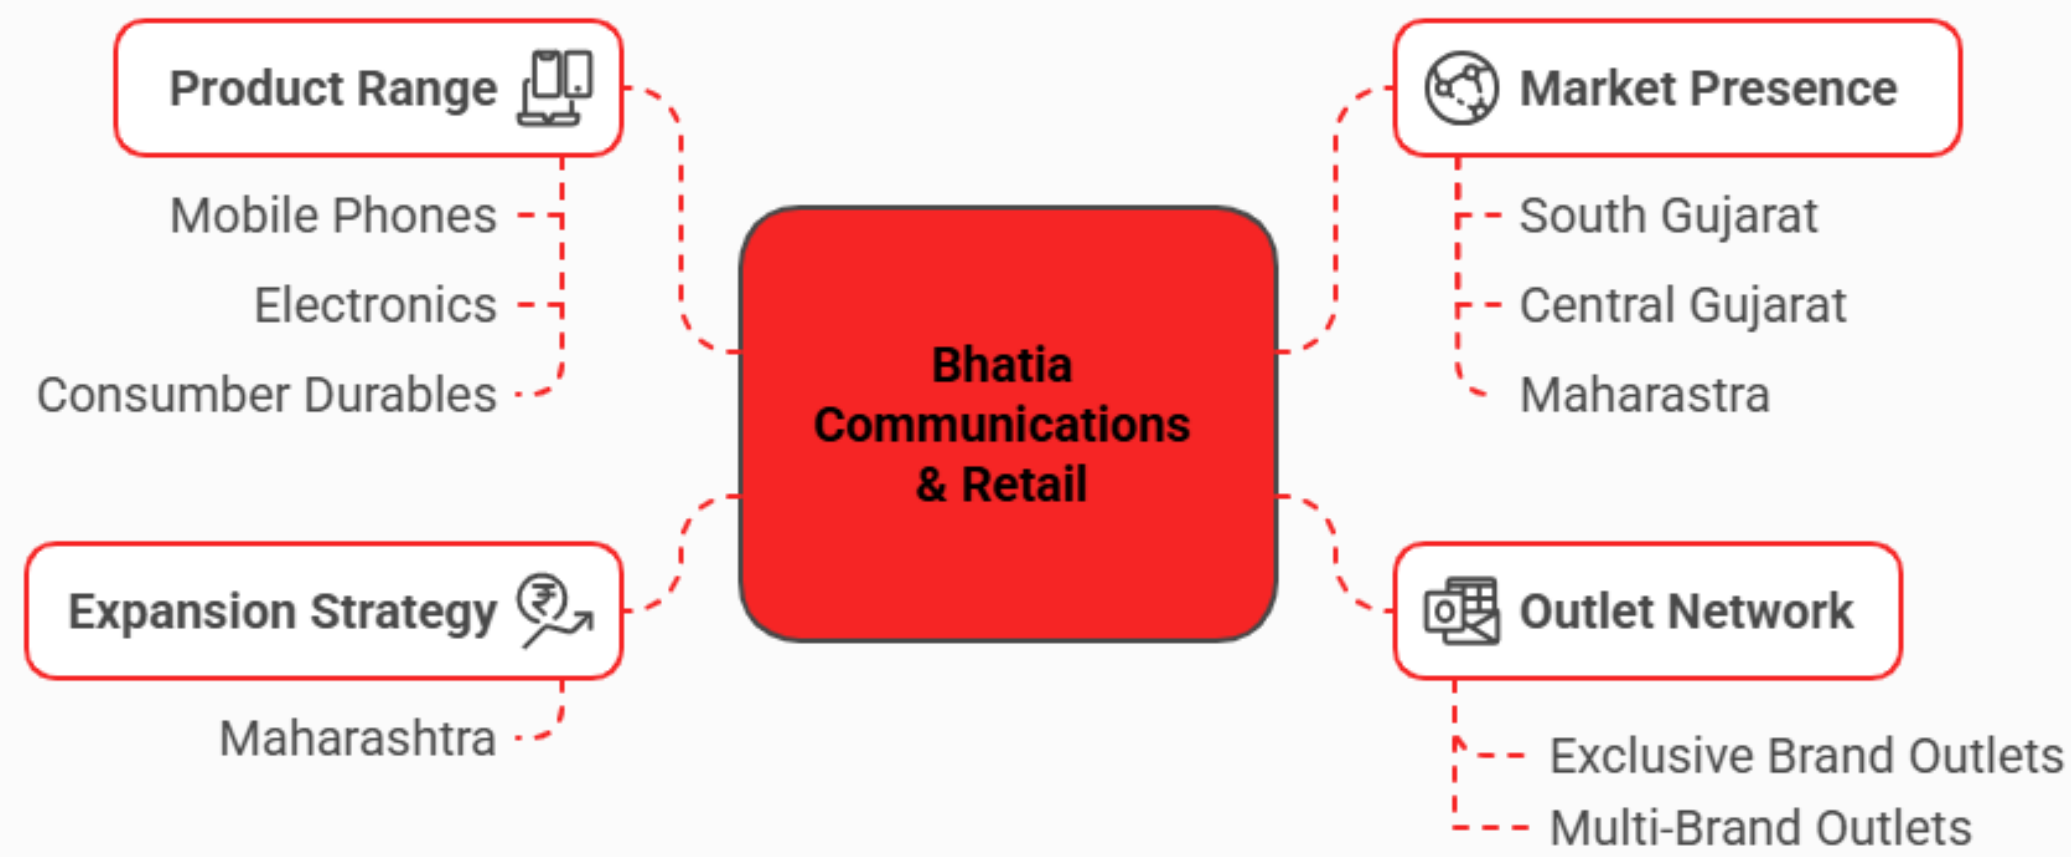 Product Range
Mobile Phones
Electronics
Consumber Durables
Expansion Strategy
Maharashtra
Bhatia
Communications
& Retail
Market Presence
South Gujarat
Central Gujarat
Maharastra
Outlet Network
Exclusive Brand Outlets
Multi-Brand Outlets